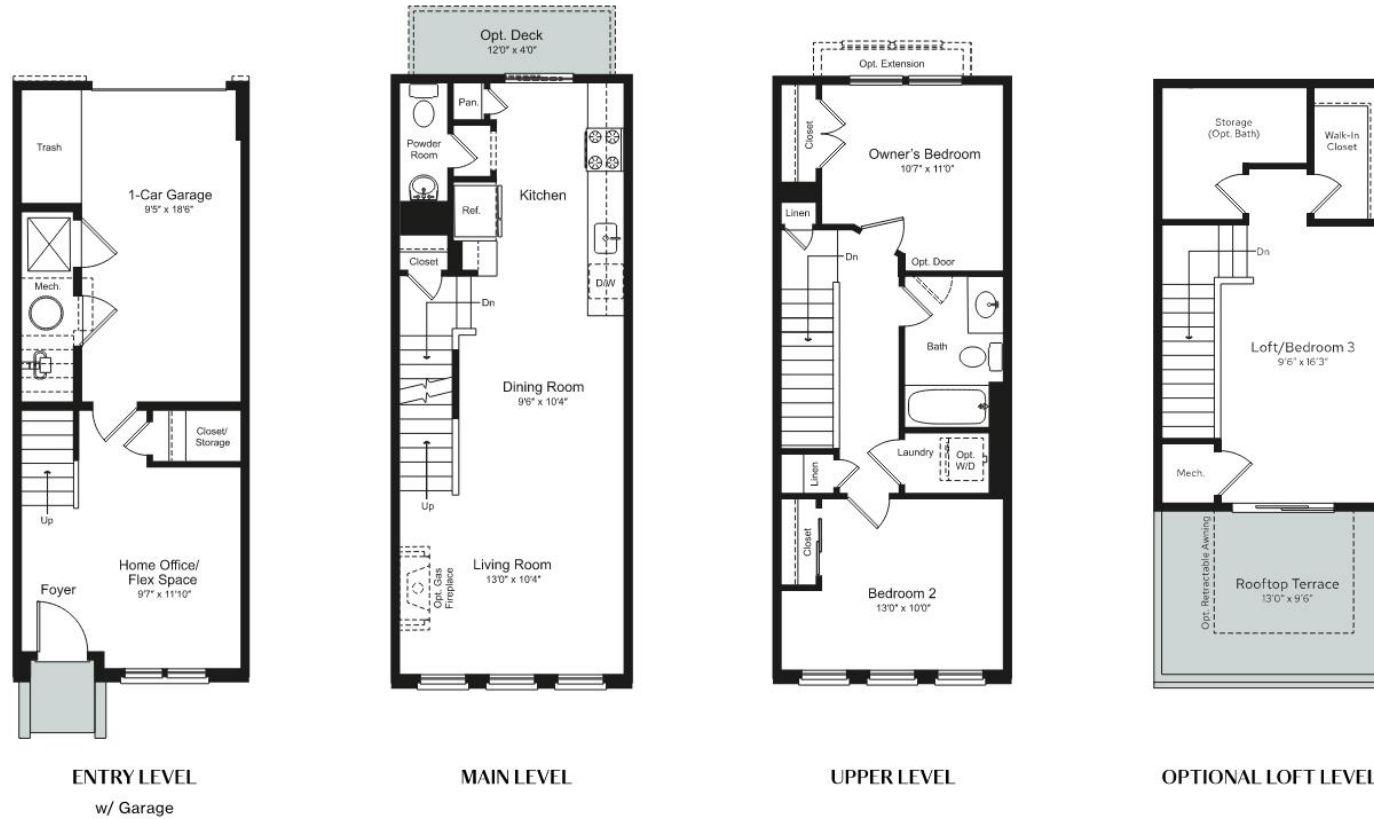 Trash
1-Car Garage
9'5" x 18'6"
Mech.
Closet/
Storage
Up
Home Office/
Flex Space
9'7" x 11'10"
Foyer
ENTRY LEVEL
w/ Garage
Opt. Deck
12'0" x 4'0"
Pan.
Powder
Room
Kitchen
Ref.
Closet
D/W
Dn
Dining Room
9'6" x 10'4"
Up
Living Room
13'0" x 10'4"
Opt. Gas
Fireplace
MAIN LEVEL
Opt. Extension
Closet
Owner's Bedroom
10'7" x 11'0"
Linen
Dn
Opt. Door
Bath
Laundry
Opt.
W/D
Linen
Closet
Bedroom 2
13'0" x 10'0"
UPPER LEVEL
Storage
(Opt. Bath)
Walk-In
Closet
Dn
Loft/Bedroom 3
9'6" x 16'3"
Mech.
Opt. Retractable Awning
Rooftop Terrace
13'0" x 9'6"
OPTIONAL LOFT LEVEL